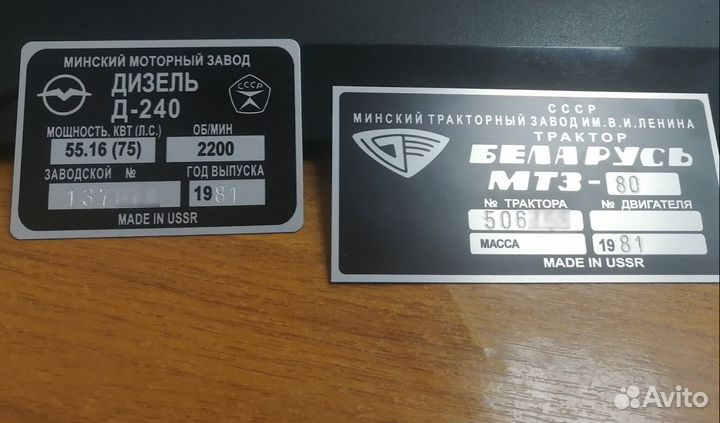 МИНСКИЙ МОТОРНЫЙ ЗАВОД
ДИЗЕЛЬ
Д-240
СССР
МОЩНОСТЬ, КВТ (Л.С.) ОБ/МИН
55.16 (75) 2200
ЗАВОДСКОЙ № ГОД ВЫПУСКА
137 1981
MADE IN USSR
СССР
МИНСКИЙ ТРАКТОРНЫЙ ЗАВОД ИМ.В.И.ЛЕНИНА
ТРАКТОР
БЕЛАРУСЬ
МТЗ-80
№ ТРАКТОРА № ДВИГАТЕЛЯ
506
МАССА 1981
MADE IN USSR
Avito